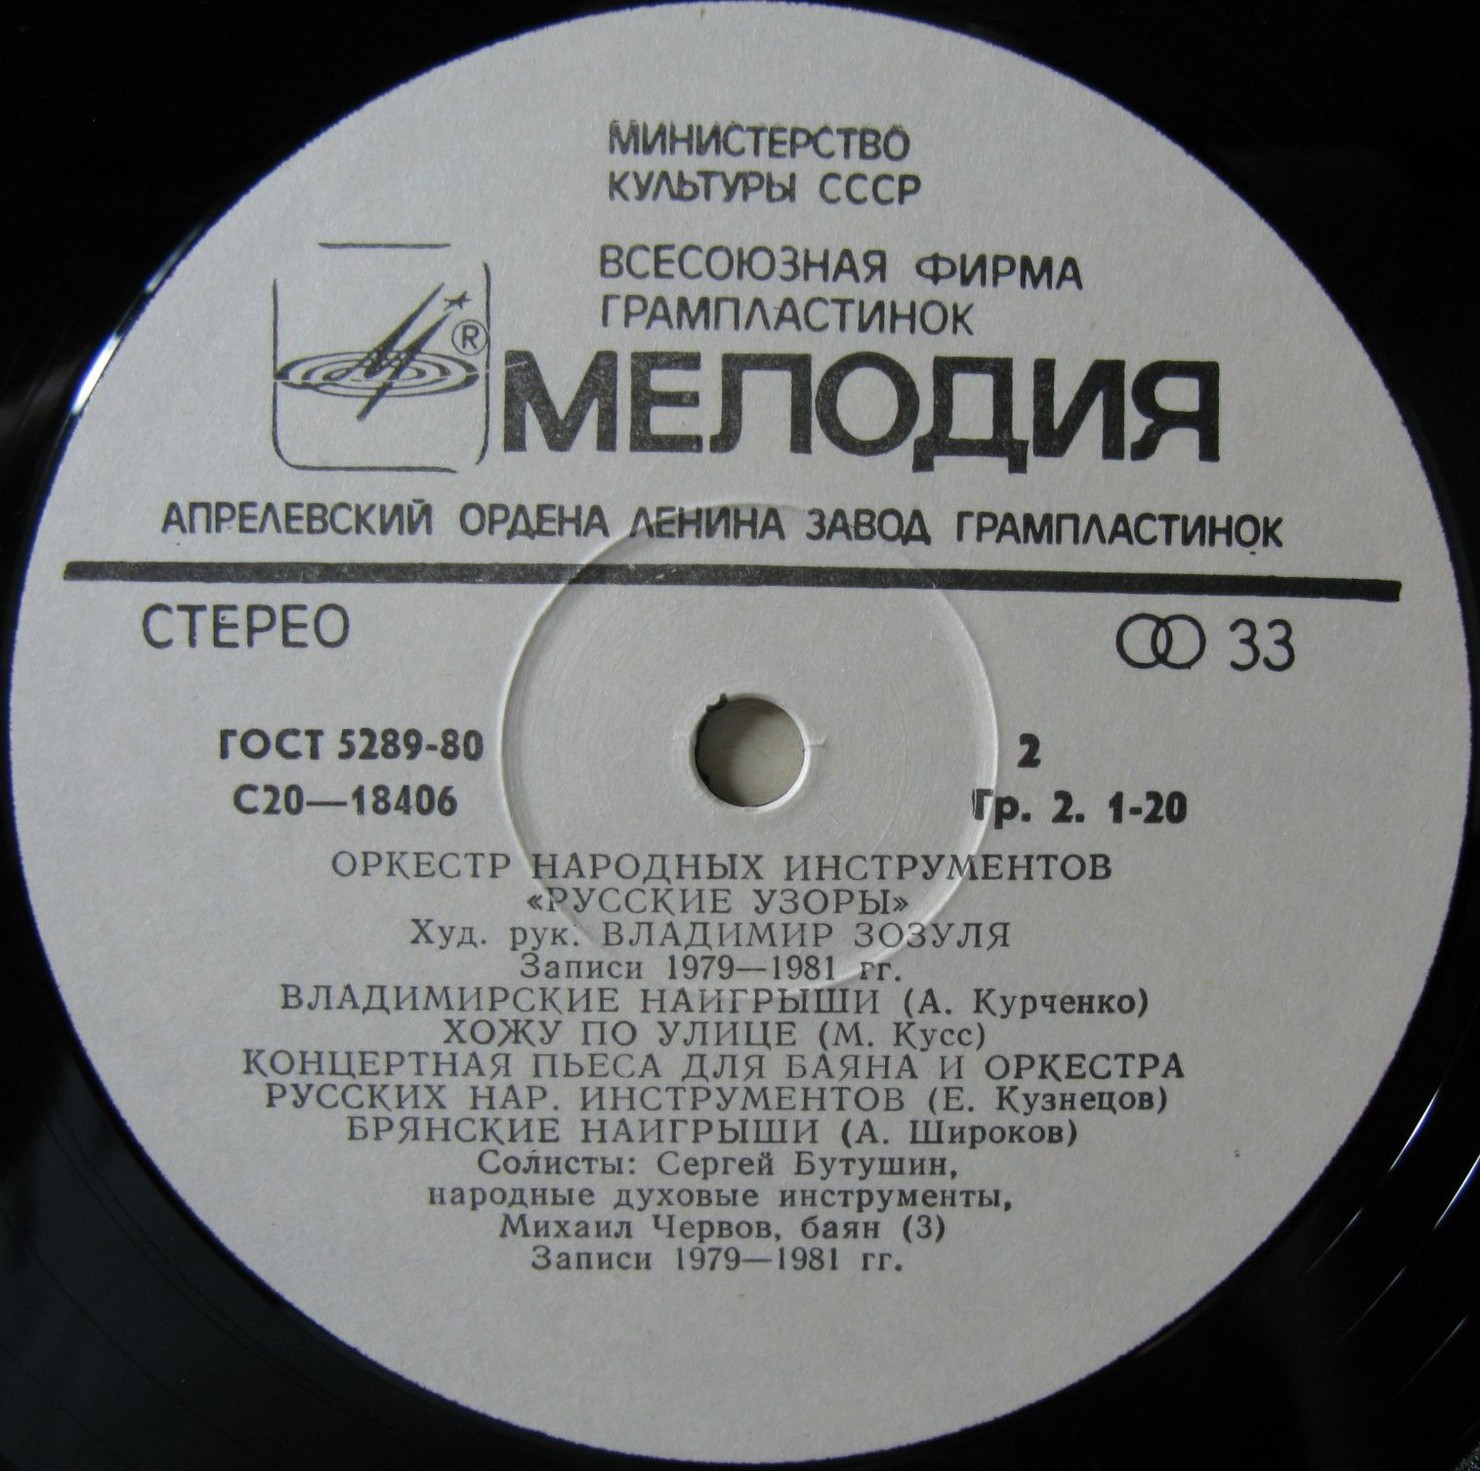 МИНИСТЕРСТВО
КУЛЬТУРЫ СССР
ВСЕСОЮЗНАЯ ФИРМА
ГРАМПЛАСТИНОК
®
МЕЛОДИЯ
АПРЕЛЕВСКИЙ ОРДЕНА ЛЕНИНА ЗАВОД ГРАМПЛАСТИНОК
СТЕРЕО 33
ГОСТ 5289-80 2
С20—18406 Гр. 2. 1-20
ОРКЕСТР НАРОДНЫХ ИНСТРУМЕНТОВ
«РУССКИЕ УЗОРЫ»
Худ. рук. ВЛАДИМИР ЗОЗУЛЯ
Записи 1979—1981 гг.
ВЛАДИМИРСКИЕ НАИГРЫШИ (А. Курченко)
ХОЖУ ПО УЛИЦЕ (М. Кусс)
КОНЦЕРТНАЯ ПЬЕСА ДЛЯ БАЯНА И ОРКЕСТРА
РУССКИХ НАР. ИНСТРУМЕНТОВ (Е. Кузнецов)
БРЯНСКИЕ НАИГРЫШИ (А. Широков)
Солисты: Сергей Бутушин,
народные духовые инструменты,
Михаил Червов, баян (3)
Записи 1979—1981 гг.